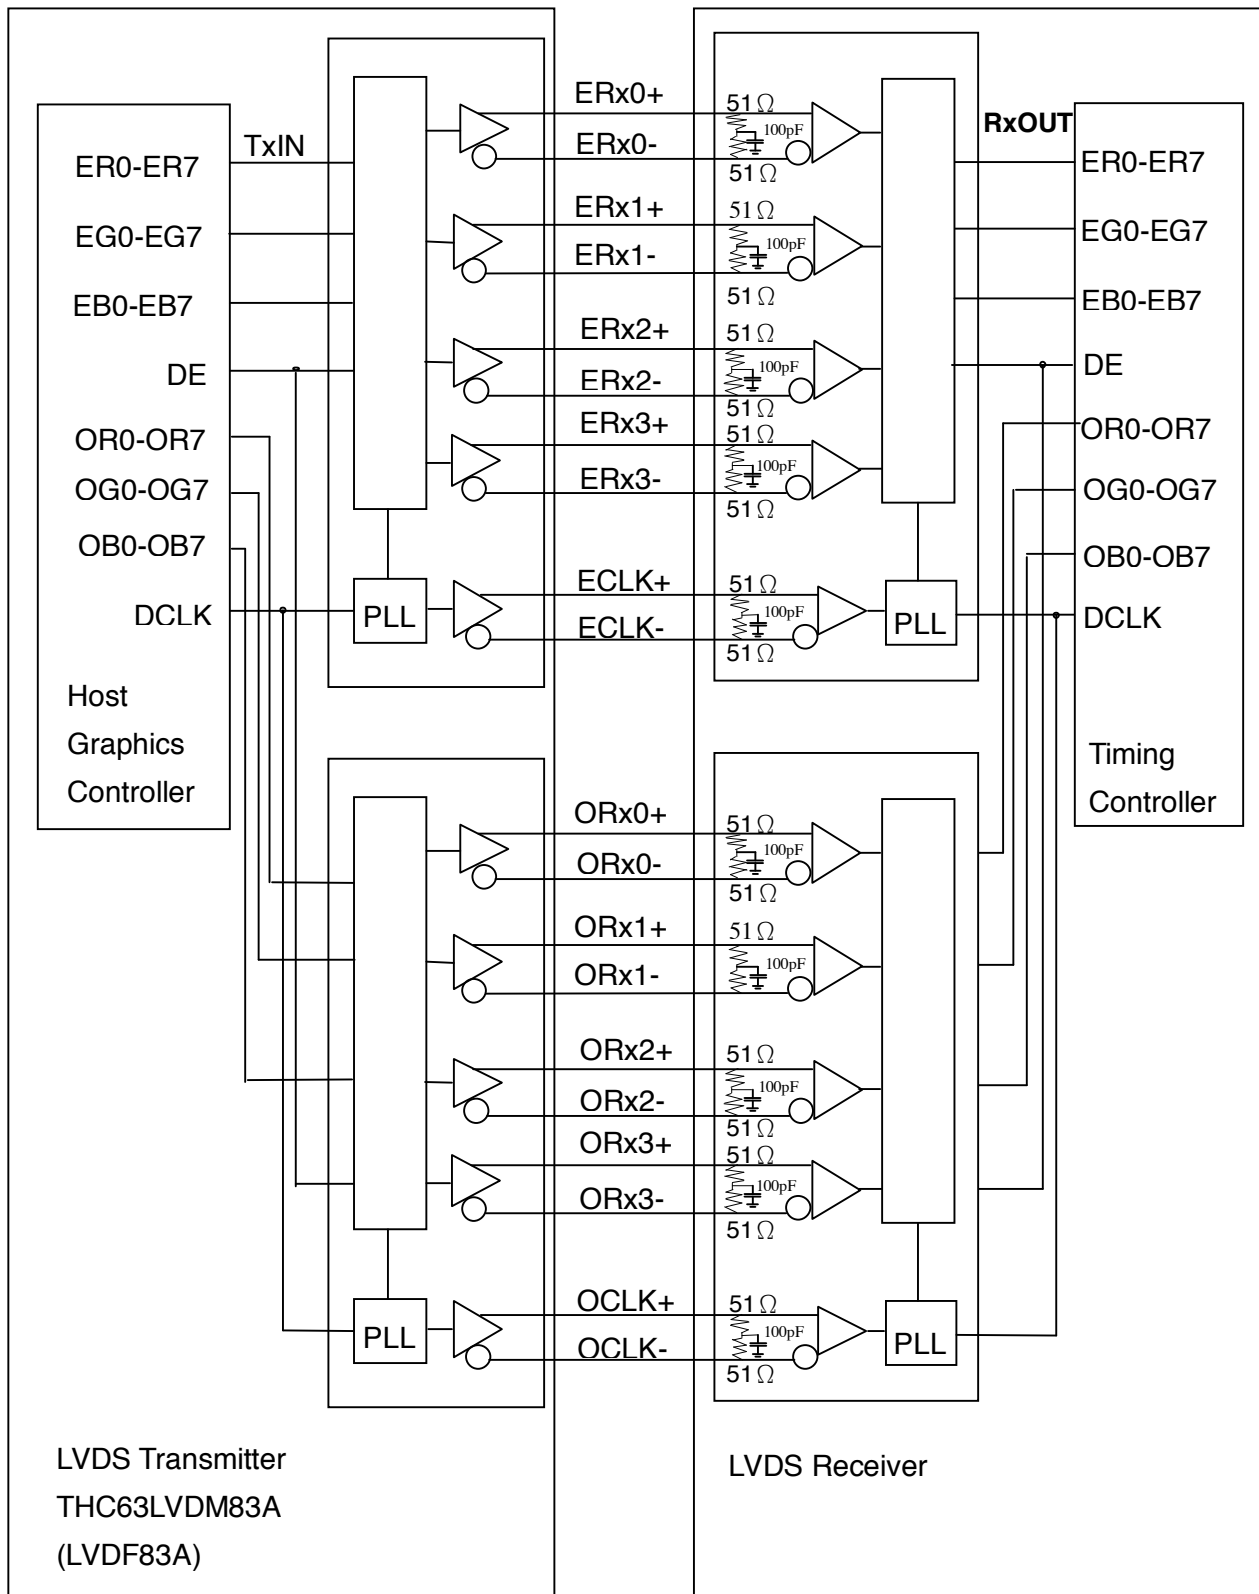 ER0-ER7
EG0-EG7
EB0-EB7
DE
OR0-OR7
OG0-OG7
OB0-OB7
DCLK
Host
Graphics
Controller
TxIN
PLL
ERx0+
ERx0-
ERx1+
ERx1-
ERx2+
ERx2-
ERx3+
ERx3-
ECLK+
ECLK-
51Ω
100pF
51Ω
51Ω
100pF
51Ω
51Ω
100pF
51Ω
51Ω
100pF
51Ω
51Ω
100pF
51Ω
PLL
RxOUT
ER0-ER7
EG0-EG7
EB0-EB7
DE
OR0-OR7
OG0-OG7
OB0-OB7
DCLK
Timing
Controller
PLL
ORx0+
ORx0-
ORx1+
ORx1-
ORx2+
ORx2-
ORx3+
ORx3-
OCLK+
OCLK-
51Ω
100pF
51Ω
51Ω
100pF
51Ω
100pF
51Ω
51Ω
100pF
51Ω
51Ω
100pF
51Ω
PLL
LVDS Transmitter
THC63LVDM83A
(LVDF83A)
LVDS Receiver